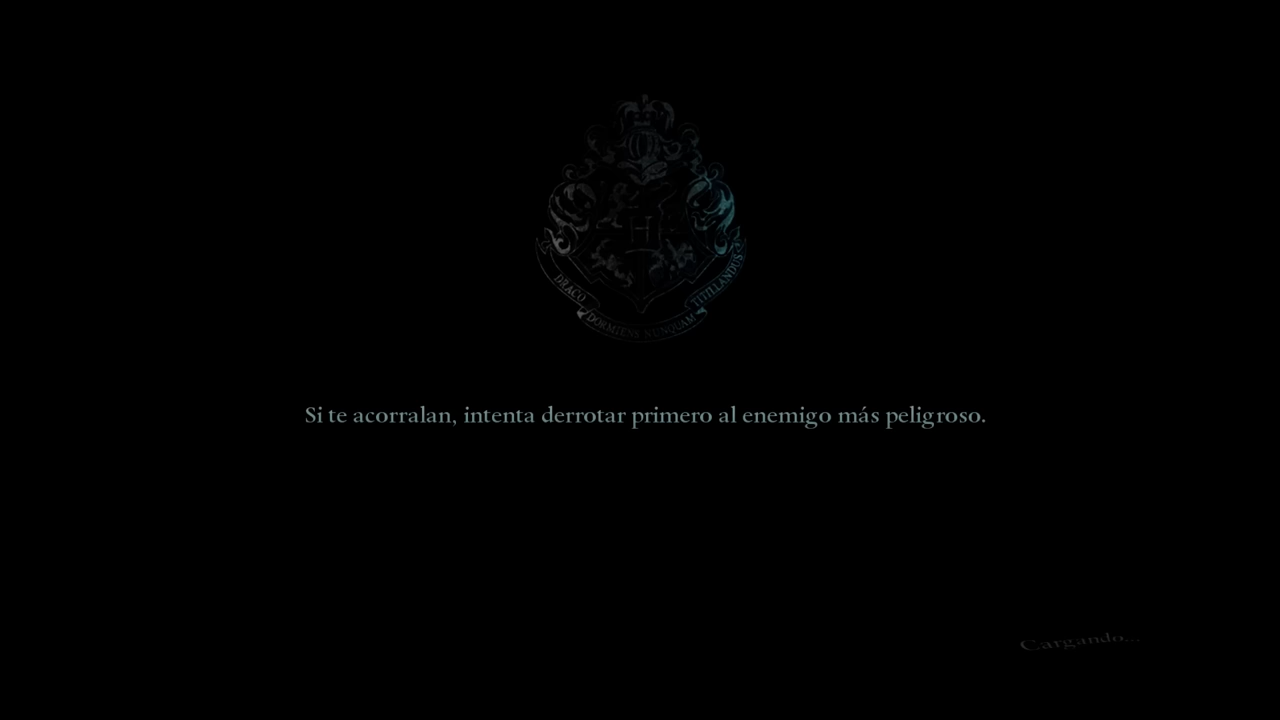 H
DRACO
DORMIENS NUNQUAM
TITILLANDUS
Si te acorralan, intenta derrotar primero al enemigo más peligroso.
Cargando...